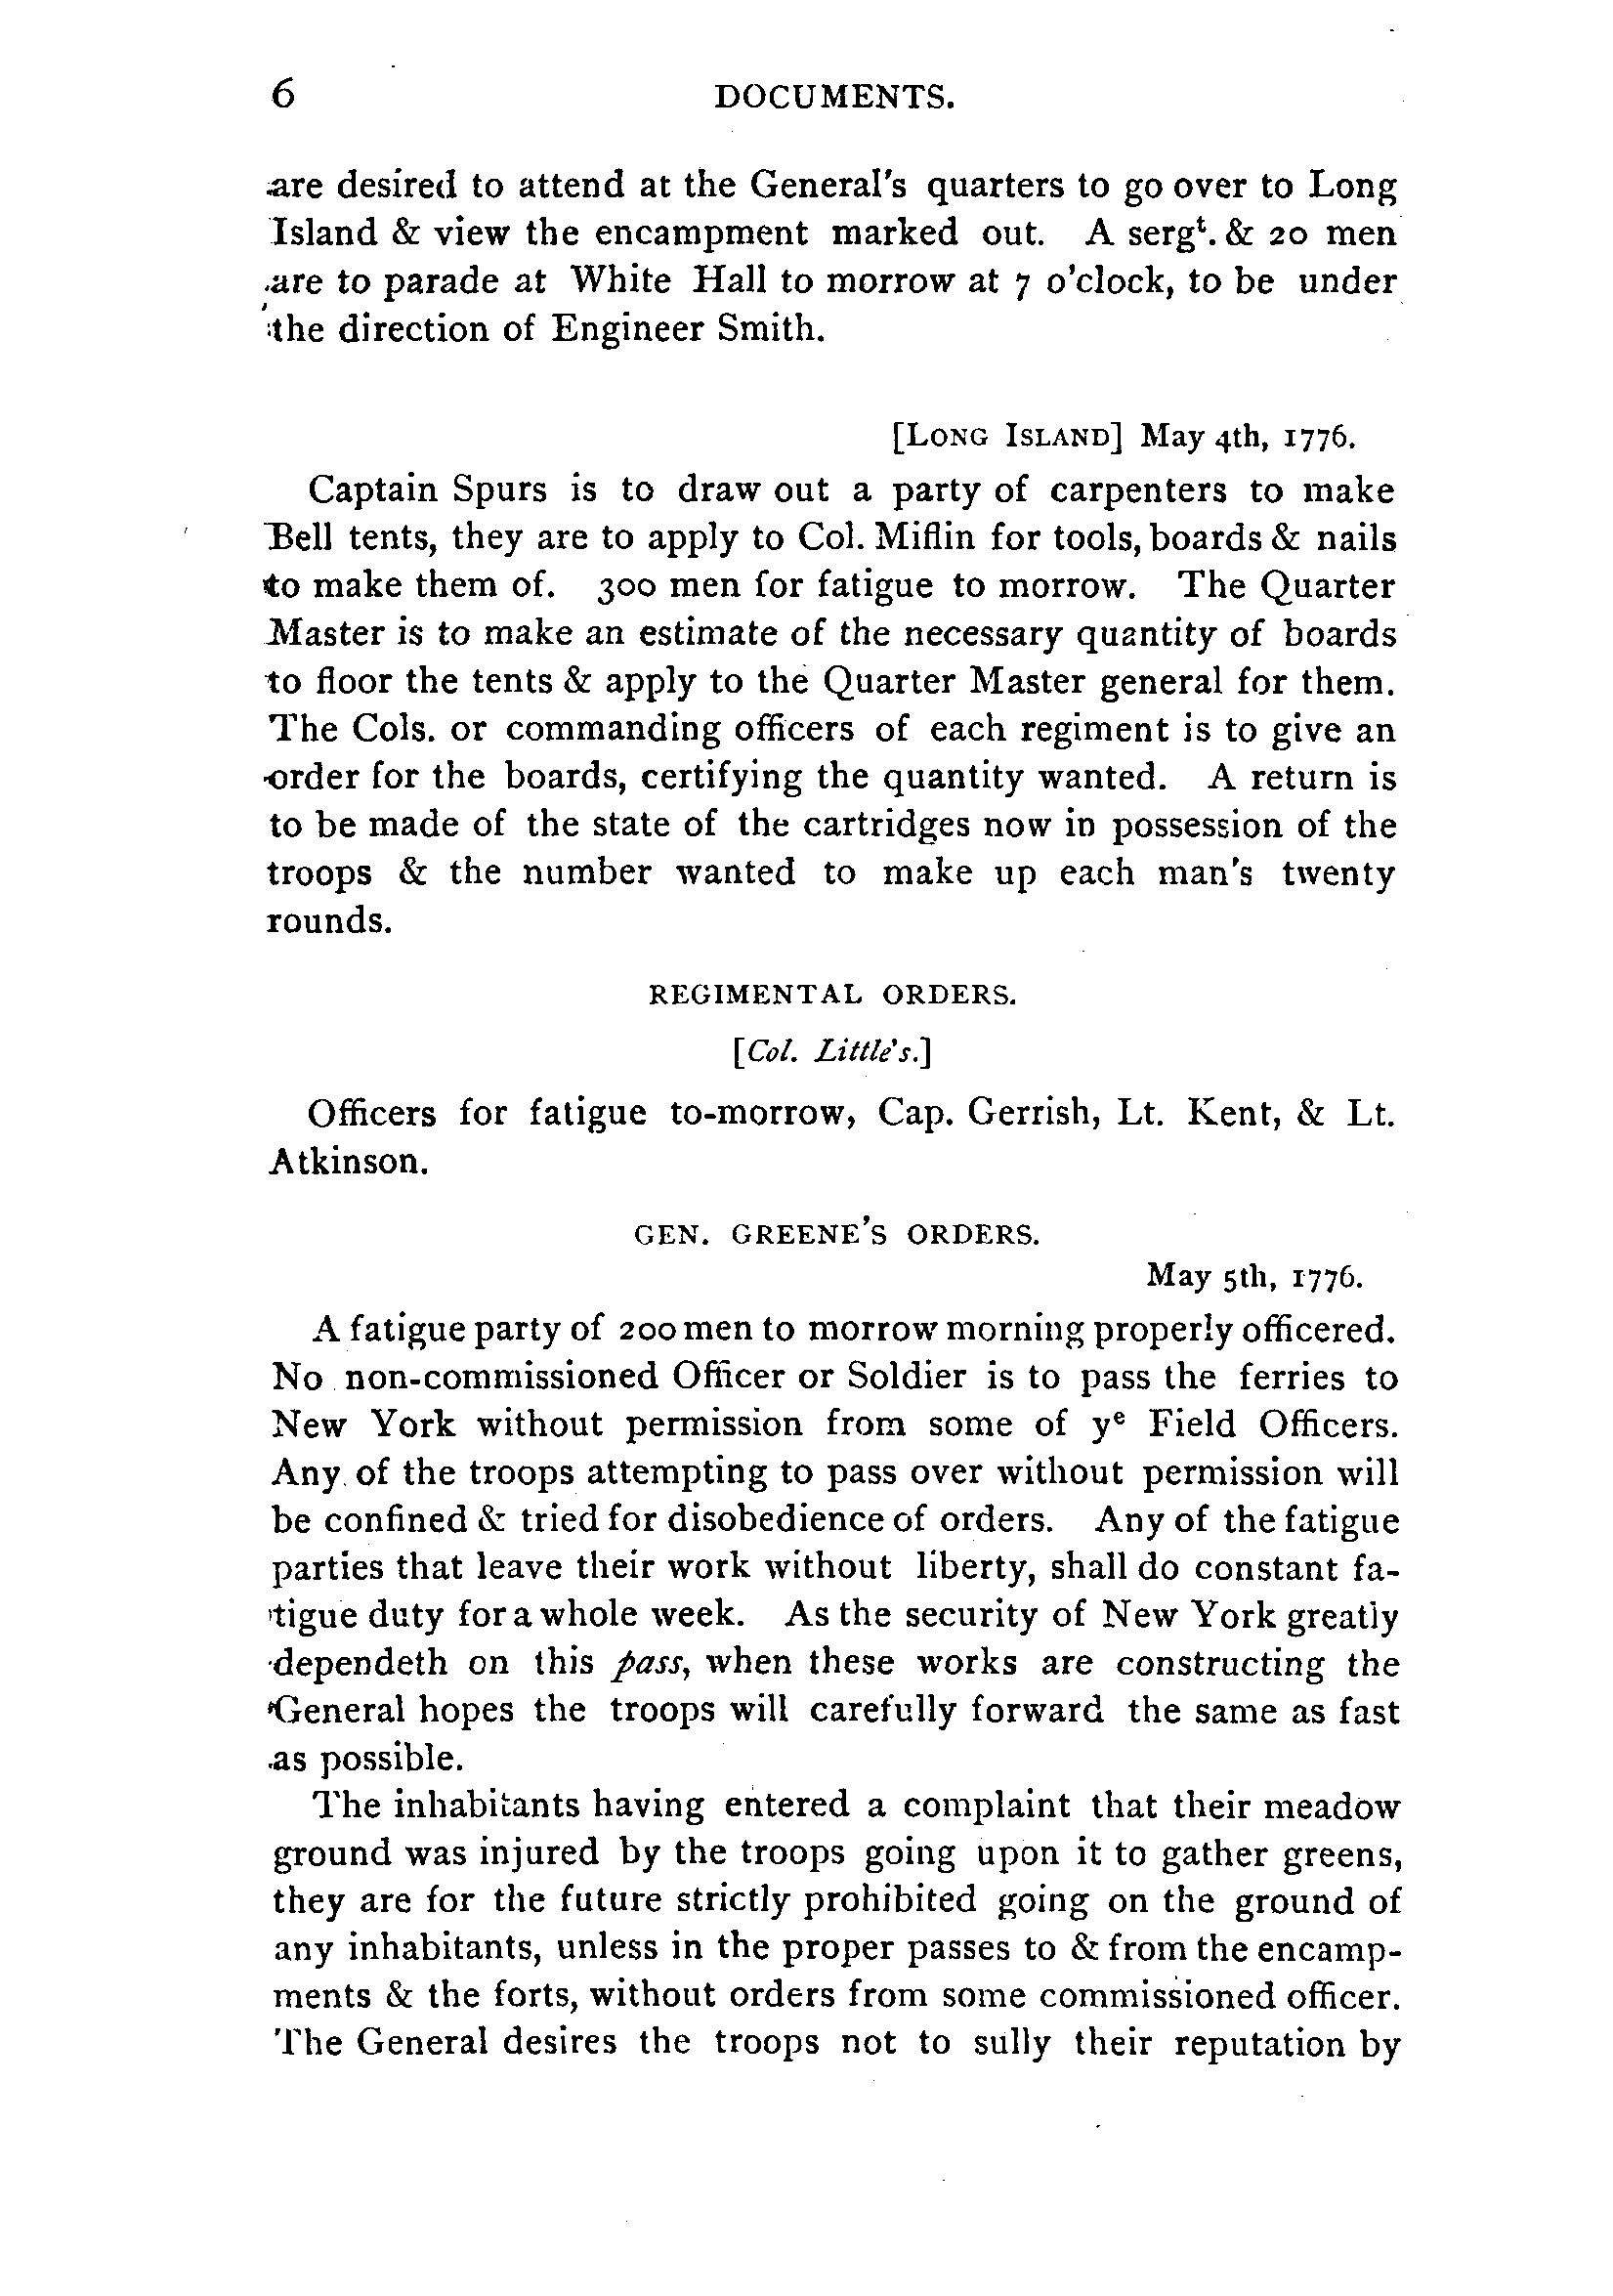 6 DOCUMENTS.
are desired to attend at the General's quarters to go over to Long
Island & view the encampment marked out. A sergᵗ. & 20 men
are to parade at White Hall to morrow at 7 o'clock, to be under
the direction of Engineer Smith.
[LONG ISLAND] May 4th, 1776.
Captain Spurs is to draw out a party of carpenters to make
Bell tents, they are to apply to Col. Miflin for tools, boards & nails
to make them of. 300 men for fatigue to morrow. The Quarter
Master is to make an estimate of the necessary quantity of boards
to floor the tents & apply to the Quarter Master general for them.
The Cols. or commanding officers of each regiment is to give an
order for the boards, certifying the quantity wanted. A return is
to be made of the state of the cartridges now in possession of the
troops & the number wanted to make up each man's twenty
rounds.
REGIMENTAL ORDERS.
[Col. Little's.]
Officers for fatigue to-morrow, Cap. Gerrish, Lt. Kent, & Lt.
Atkinson.
GEN. GREENE'S ORDERS.
May 5th, 1776.
A fatigue party of 200 men to morrow morning properly officered.
No non-commissioned Officer or Soldier is to pass the ferries to
New York without permission from some of yᵉ Field Officers.
Any of the troops attempting to pass over without permission will
be confined & tried for disobedience of orders. Any of the fatigue
parties that leave their work without liberty, shall do constant fa-
tigue duty for a whole week. As the security of New York greatly
dependeth on this pass, when these works are constructing the
General hopes the troops will carefully forward the same as fast
as possible.
The inhabitants having entered a complaint that their meadow
ground was injured by the troops going upon it to gather greens,
they are for the future strictly prohibited going on the ground of
any inhabitants, unless in the proper passes to & from the encamp-
ments & the forts, without orders from some commissioned officer.
The General desires the troops not to sully their reputation by